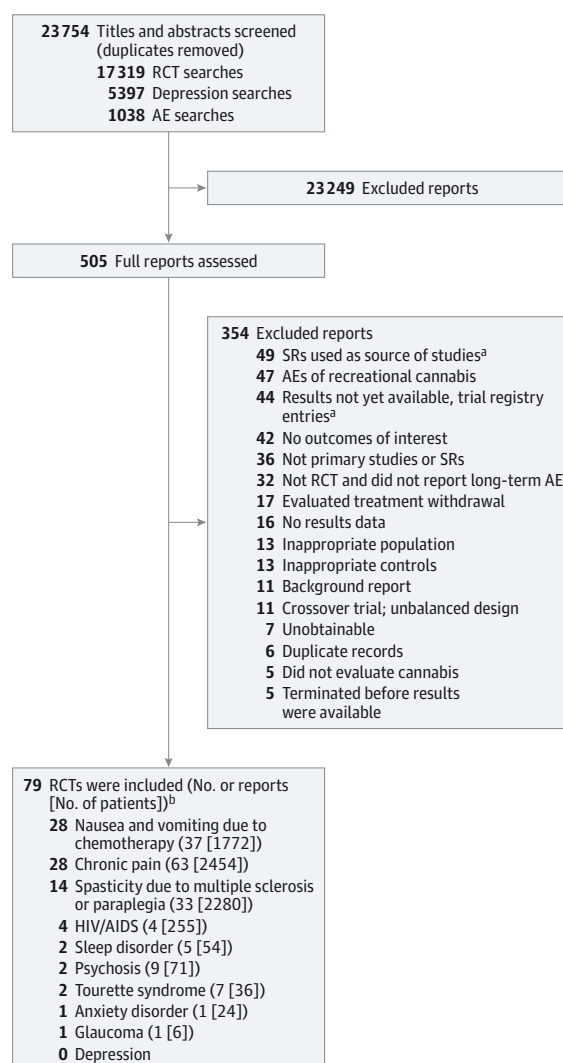 23 754 Titles and abstracts screened
(duplicates removed)
17 319 RCT searches
5397 Depression searches
1038 AE searches
23 249 Excluded reports
505 Full reports assessed
354 Excluded reports
49 SRs used as source of studiesa
47 AEs of recreational cannabis
44 Results not yet available, trial registry
entriesa
42 No outcomes of interest
36 Not primary studies or SRs
32 Not RCT and did not report long-term AE
17 Evaluated treatment withdrawal
16 No results data
13 Inappropriate population
13 Inappropriate controls
11 Background report
11 Crossover trial; unbalanced design
7 Unobtainable
6 Duplicate records
5 Did not evaluate cannabis
5 Terminated before results
were available
79 RCTs were included (No. or reports
[No. of patients])b
28 Nausea and vomiting due to
chemotherapy (37 [1772])
28 Chronic pain (63 [2454])
14 Spasticity due to multiple sclerosis
or paraplegia (33 [2280])
4 HIV/AIDS (4 [255])
2 Sleep disorder (5 [54])
2 Psychosis (9 [71])
2 Tourette syndrome (7 [36])
1 Anxiety disorder (1 [24])
1 Glaucoma (1 [6])
0 Depression